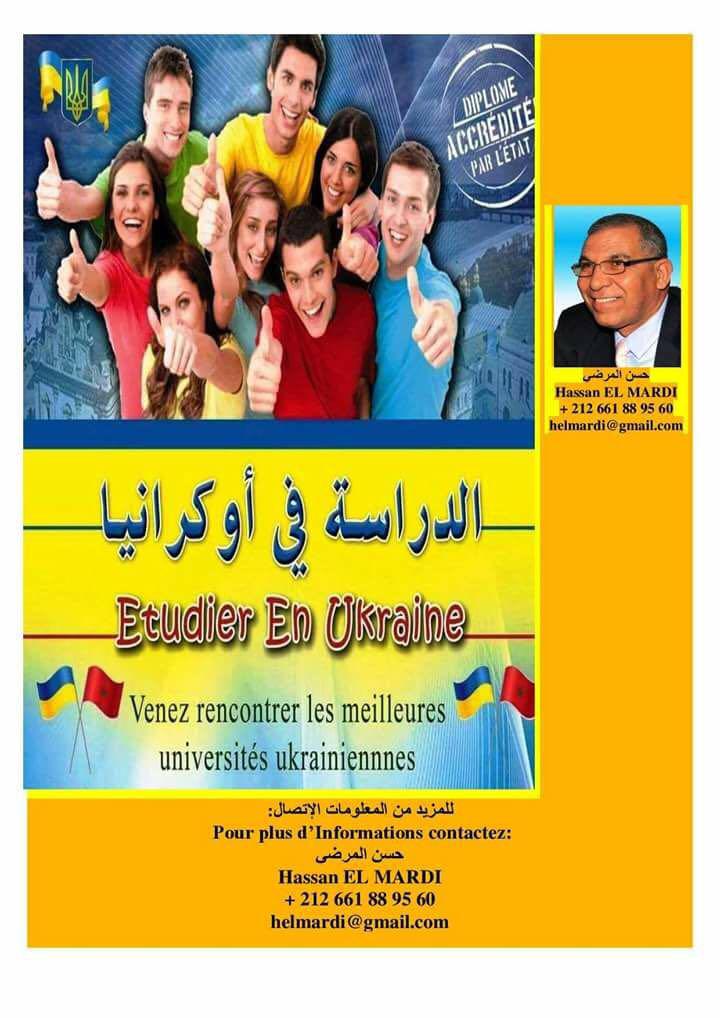 DIPLOME
ACCRÉDITÉ
PAR L'ÉTAT
حسن المرضي
Hassan EL MARDI
+ 212 661 88 95 60
helmardi@gmail.com
الدراسة في أوكرانيا
Etudier En Ukraine
Venez rencontrer les meilleures
universités ukrainiennnes
للمزيد من المعلومات الإتصال:
Pour plus d'Informations contactez:
حسن المرضى
Hassan EL MARDI
+ 212 661 88 95 60
helmardi@gmail.com